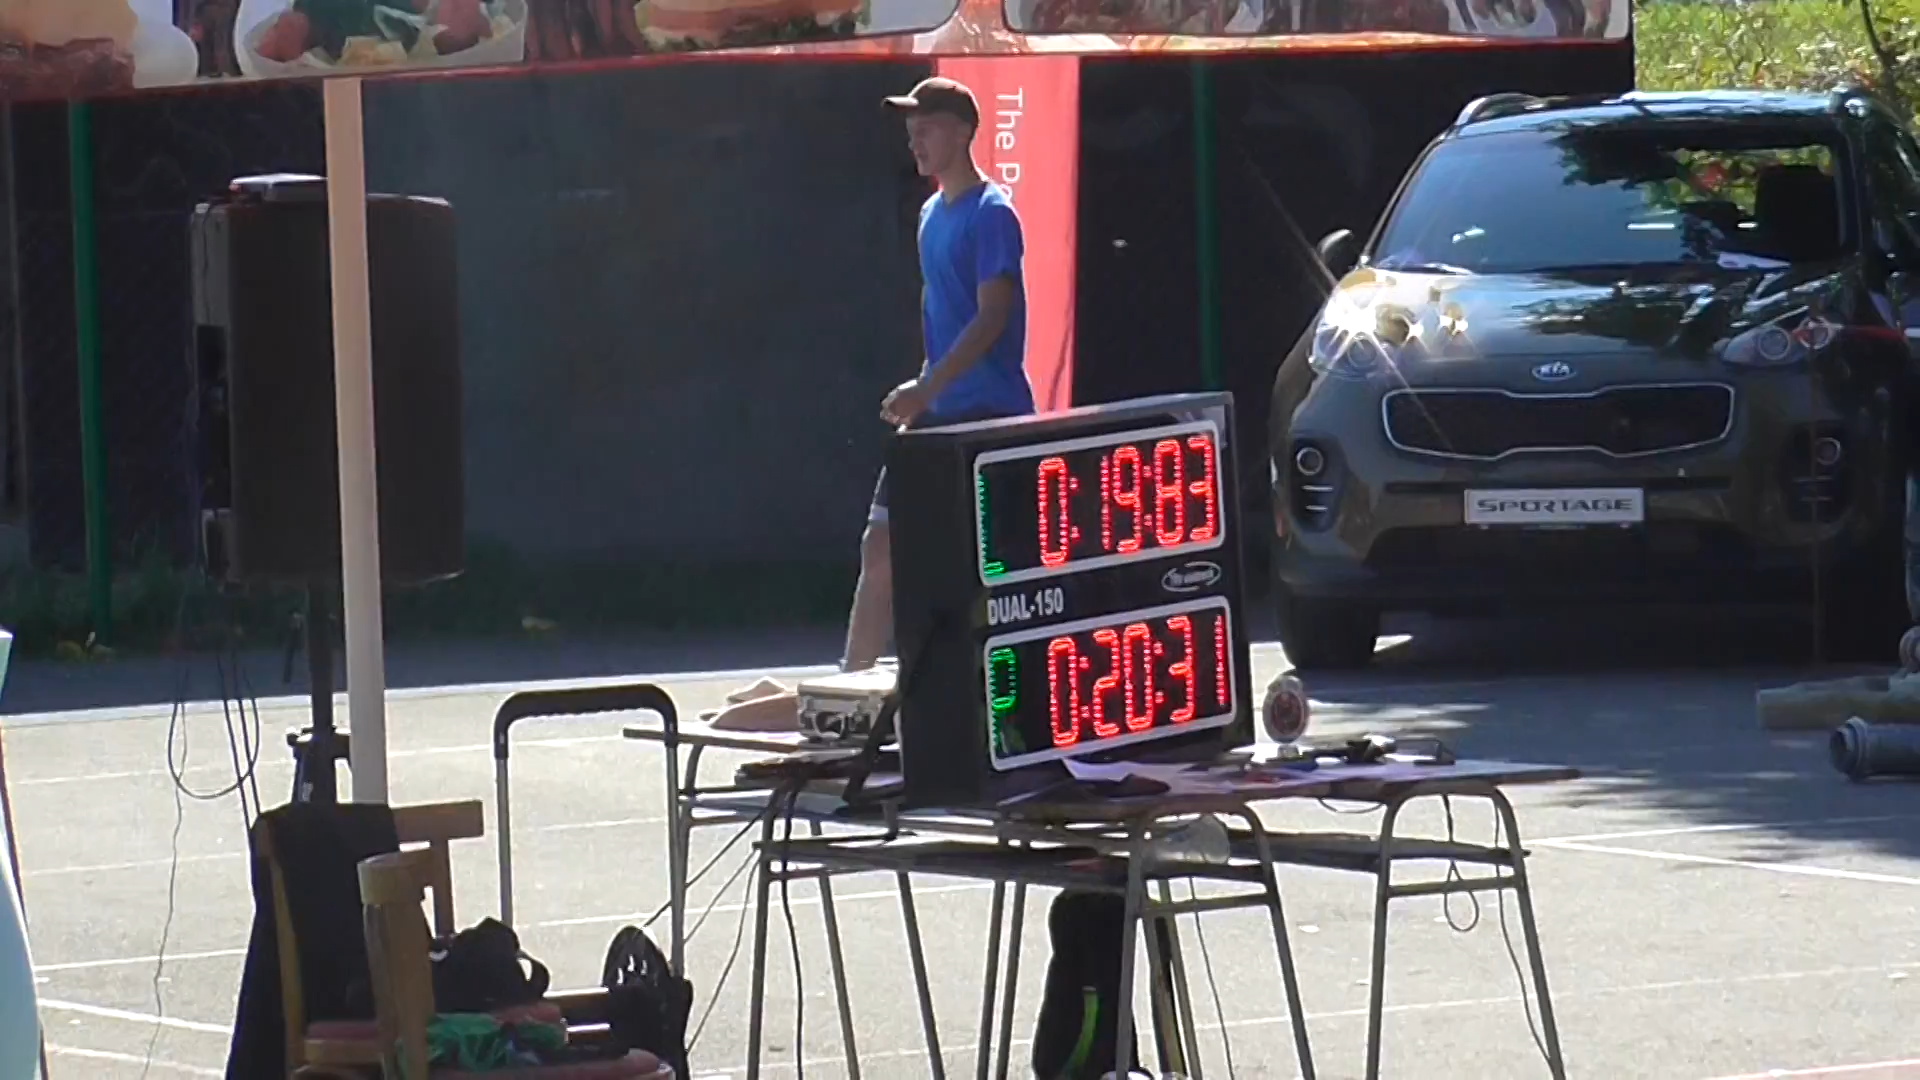 The Po
KIA
SPORTAGE
L 0:19:83
DUAL-150
P 0:20:31